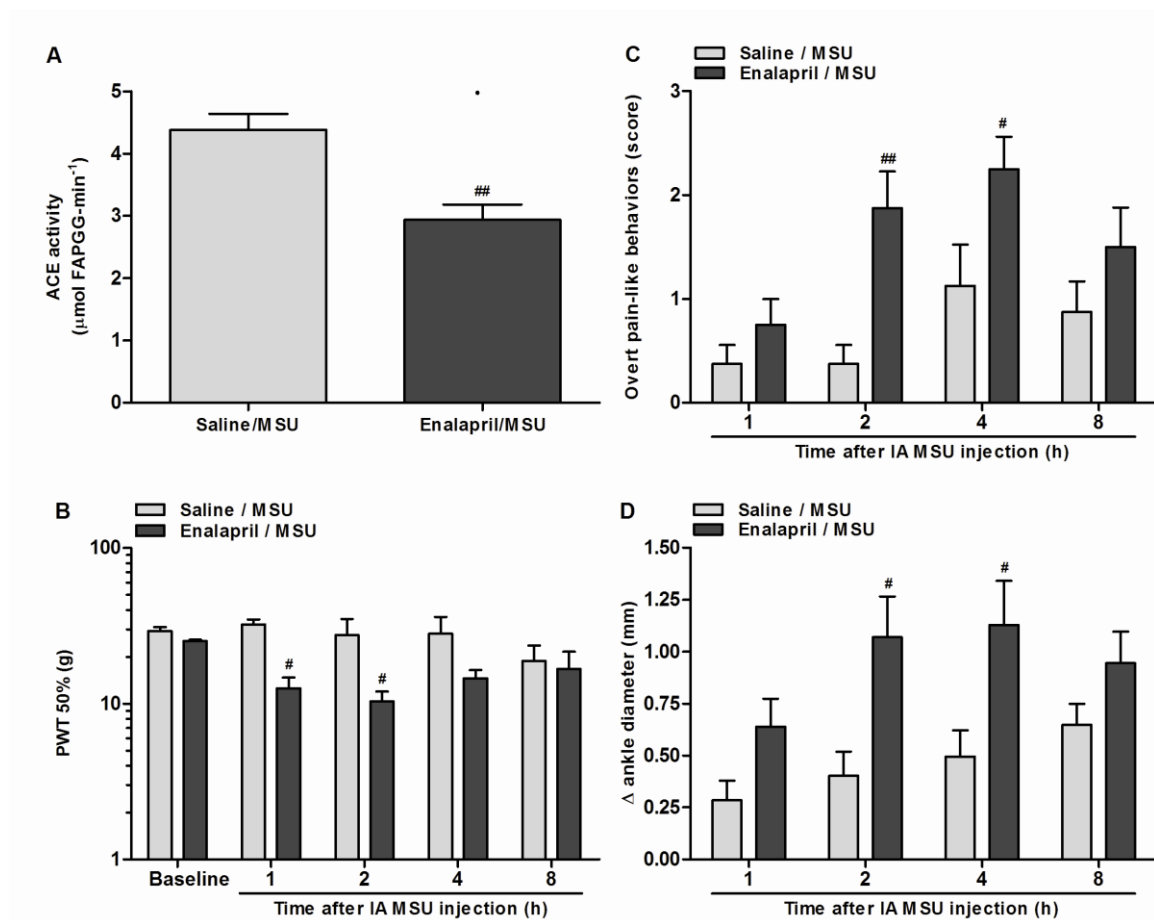 A
ACE activity
(μmol FAPGG-min⁻¹)
5
4
3
2
1
0
##
Saline/MSU
Enalapril/MSU
C
Saline / MSU
Enalapril / MSU
Overt pain-like behaviors (score)
3
2
1
0
##
#
1 2 4 8
Time after IA MSU injection (h)
B
Saline / MSU
Enalapril / MSU
PWT 50% (g)
100
10
1
#
#
Baseline 1 2 4 8
Time after IA MSU injection (h)
D
Saline / MSU
Enalapril / MSU
Δ ankle diameter (mm)
1.50
1.25
1.00
0.75
0.50
0.25
0.00
#
#
1 2 4 8
Time after IA MSU injection (h)